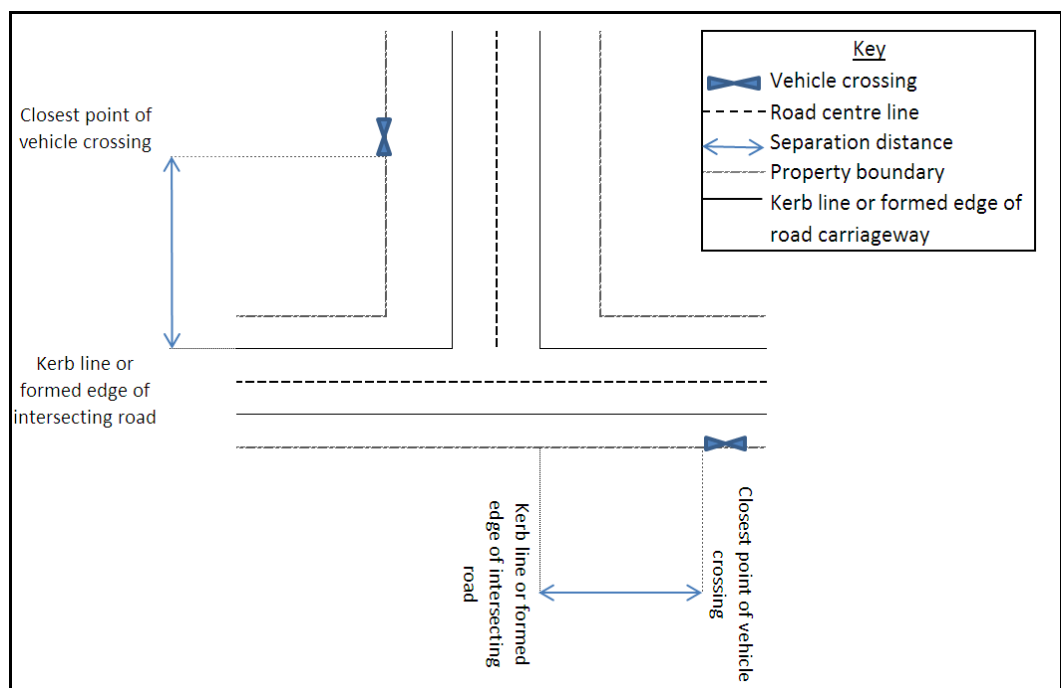 Key
Vehicle crossing
Road centre line
Separation distance
Property boundary
Kerb line or formed edge of
road carriageway
Closest point of
vehicle crossing
Kerb line or
formed edge of
intersecting road
Kerb line or formed
edge of intersecting
road
Closest point of vehicle
crossing